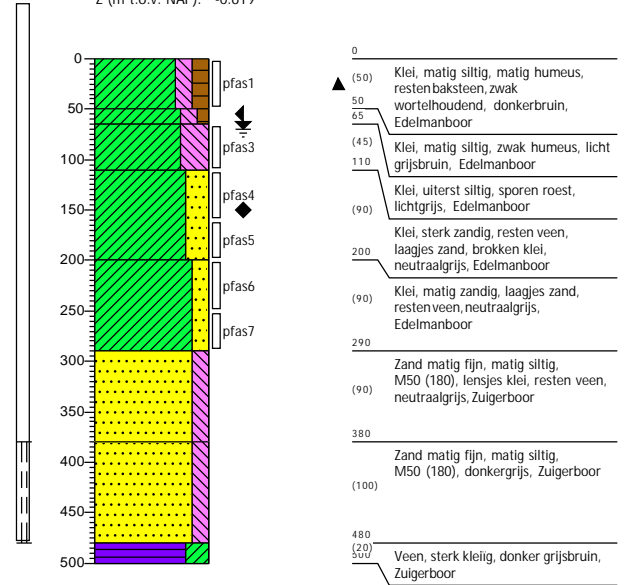 Z (m t.o.v. NAP): -0.619
0
50
100
150
200
250
300
350
400
450
500
pfas1
pfas3
pfas4
pfas5
pfas6
pfas7
0
(50)
Klei, matig siltig, matig humeus,
resten baksteen, zwak
wortelhoudend, donkerbruin,
Edelmanboor
50
65
(45)
Klei, matig siltig, zwak humeus, licht
grijsbruin, Edelmanboor
110
Klei, uiterst siltig, sporen roest,
lichtgrijs, Edelmanboor
(90)
Klei, sterk zandig, resten veen,
laagjes zand, brokken klei,
neutraalgrijs, Edelmanboor
200
(90)
Klei, matig zandig, laagjes zand,
resten veen, neutraalgrijs,
Edelmanboor
290
(90)
Zand matig fijn, matig siltig,
M50 (180), lensjes klei, resten veen,
neutraalgrijs, Zuigerboor
380
(100)
Zand matig fijn, matig siltig,
M50 (180), donkergrijs, Zuigerboor
480
(20)
500
Veen, sterk kleiïg, donker grijsbruin,
Zuigerboor